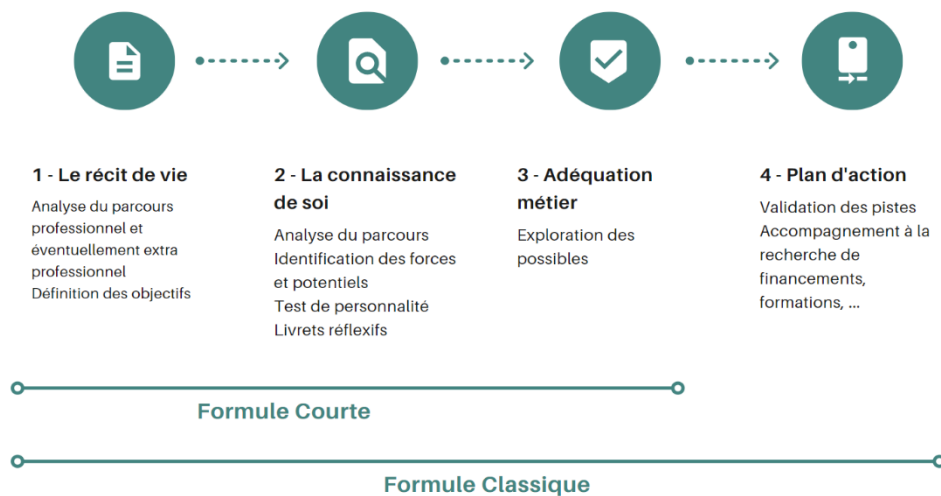 1 - Le récit de vie
Analyse du parcours
professionnel et
éventuellement extra
professionnel
Définition des objectifs
2 - La connaissance
de soi
Analyse du parcours
Identification des forces
et potentiels
Test de personnalité
Livrets réflexifs
3 - Adéquation
métier
Exploration des
possibles
4 - Plan d'action
Validation des pistes
Accompagnement à la
recherche de
financements,
formations, ...
Formule Courte
Formule Classique